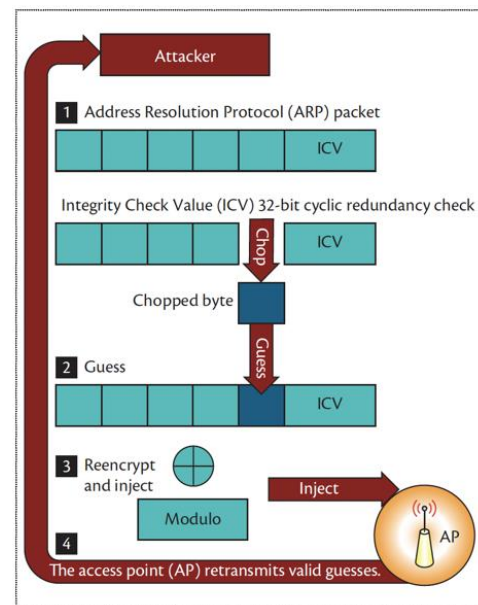 Attacker
1 Address Resolution Protocol (ARP) packet
ICV
Integrity Check Value (ICV) 32-bit cyclic redundancy check
Chop
ICV
Chopped byte
Guess
2 Guess
ICV
3 Reencrypt
and inject
Inject
Modulo
AP
4
The access point (AP) retransmits valid guesses.